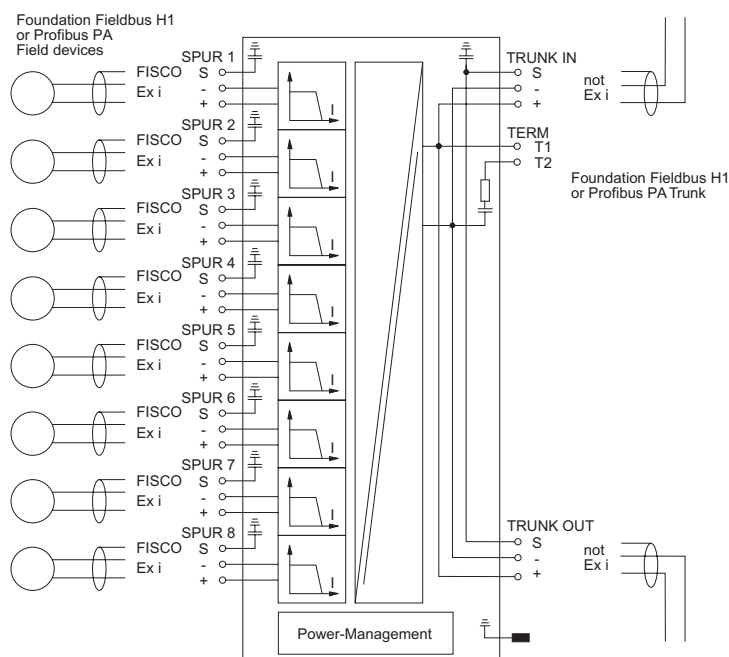 Foundation Fieldbus H1
or Profibus PA
Field devices
SPUR 1
FISCO S
Ex i -
+
I
SPUR 2
FISCO S
Ex i -
+
I
SPUR 3
FISCO S
Ex i -
+
I
SPUR 4
FISCO S
Ex i -
+
I
SPUR 5
FISCO S
Ex i -
+
I
SPUR 6
FISCO S
Ex i -
+
I
SPUR 7
FISCO S
Ex i -
+
I
SPUR 8
FISCO S
Ex i -
+
I
Power-Management
TRUNK IN
S
-
+
not
Ex i
TERM
T1
T2
Foundation Fieldbus H1
or Profibus PA Trunk
TRUNK OUT
S
-
+
not
Ex i